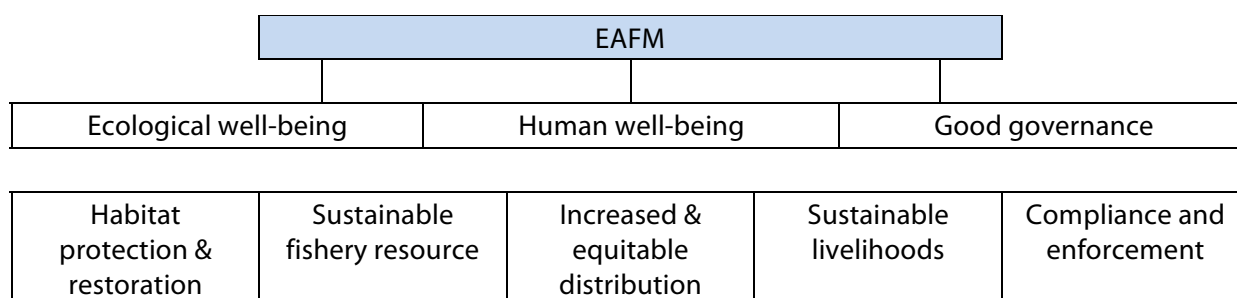 EAFM
Ecological well-being
Human well-being
Good governance
Habitat
protection &
restoration
Sustainable
fishery resource
Increased &
equitable
distribution
Sustainable
livelihoods
Compliance and
enforcement